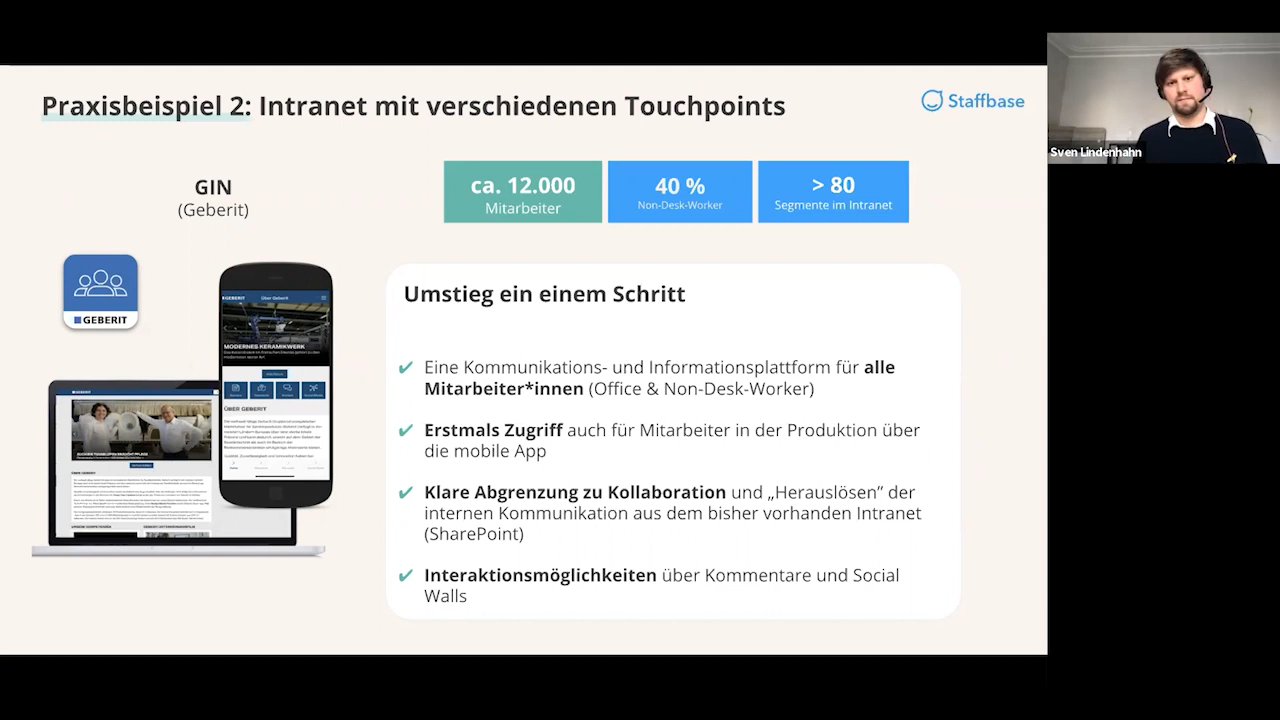 Praxisbeispiel 2: Intranet mit verschiedenen Touchpoints
Staffbase
Sven Lindenhahn
GIN
(Geberit)
ca. 12.000
Mitarbeiter
40 %
Non-Desk-Worker
> 80
Segmente im Intranet
GEBERIT
GEBERIT
Über Geberit
MODERNES KERAMIKWERK
ÜBER GEBERIT
GEBERIT
ÜBER GEBERIT
Umstieg ein einem Schritt
✔ Eine Kommunikations- und Informationsplattform für alle
Mitarbeiter*innen (Office & Non-Desk-Worker)
✔ Erstmals Zugriff auch für Mitarbeiter in der Produktion über
die mobile App
✔ Klare Abgrenzung zu Kollaboration und „Herauslösen“ der
internen Kommunikation aus dem bisher vorhanden Intranet
(SharePoint)
✔ Interaktionsmöglichkeiten über Kommentare und Social
Walls